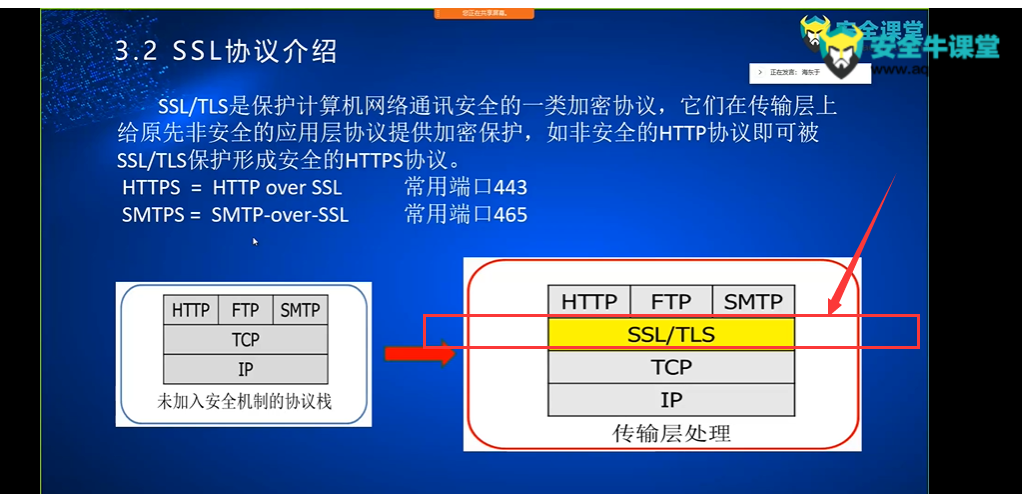 您正在共享屏幕。
3.2 SSL协议介绍
安全课堂
安全牛课堂
www.aq
正在发言: 海东于
SSL/TLS是保护计算机网络通讯安全的一类加密协议，它们在传输层上
给原先非安全的应用层协议提供加密保护，如非安全的HTTP协议即可被
SSL/TLS保护形成安全的HTTPS协议。
HTTPS = HTTP over SSL 常用端口443
SMTPS = SMTP-over-SSL 常用端口465
HTTP FTP SMTP
TCP
IP
未加入安全机制的协议栈
HTTP FTP SMTP
SSL/TLS
TCP
IP
传输层处理